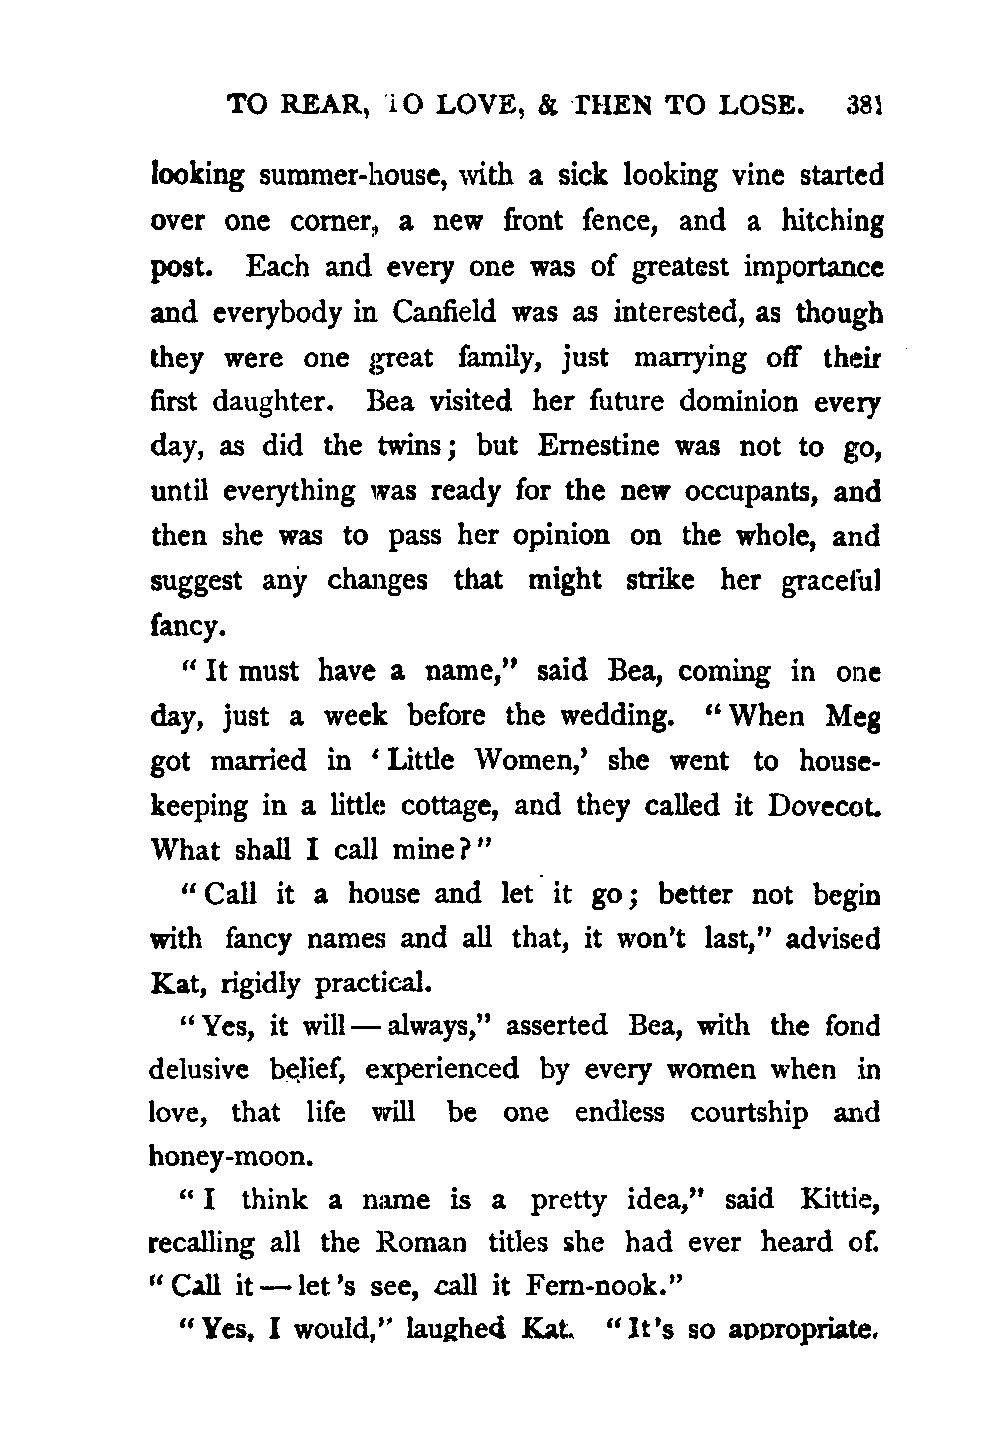 TO REAR, TO LOVE, & THEN TO LOSE. 381
looking summer-house, with a sick looking vine started
over one corner, a new front fence, and a hitching
post. Each and every one was of greatest importance
and everybody in Canfield was as interested, as though
they were one great family, just marrying off their
first daughter. Bea visited her future dominion every
day, as did the twins; but Ernestine was not to go,
until everything was ready for the new occupants, and
then she was to pass her opinion on the whole, and
suggest any changes that might strike her graceful
fancy.
"It must have a name," said Bea, coming in one
day, just a week before the wedding. "When Meg
got married in 'Little Women,' she went to house-
keeping in a little cottage, and they called it Dovecot.
What shall I call mine?"
"Call it a house and let it go; better not begin
with fancy names and all that, it won't last," advised
Kat, rigidly practical.
"Yes, it will — always," asserted Bea, with the fond
delusive belief, experienced by every women when in
love, that life will be one endless courtship and
honey-moon.
"I think a name is a pretty idea," said Kittie,
recalling all the Roman titles she had ever heard of.
"Call it — let's see, call it Fern-nook."
"Yes, I would," laughed Kat. "It's so appropriate,